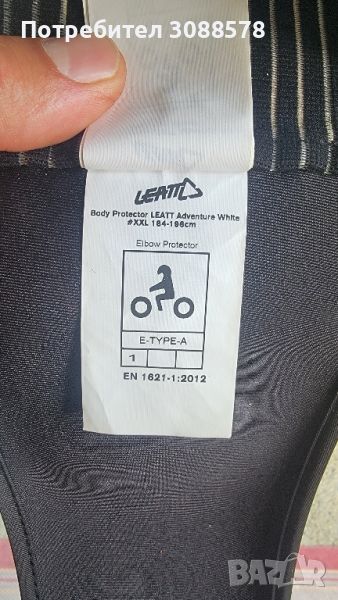 Потребител 3088578
LEATT
Body Protector LEATT Adventure White
#XXL 184-196cm
Elbow Protector
E-TYPE-A
1
EN 1621-1:2012
BAZAR